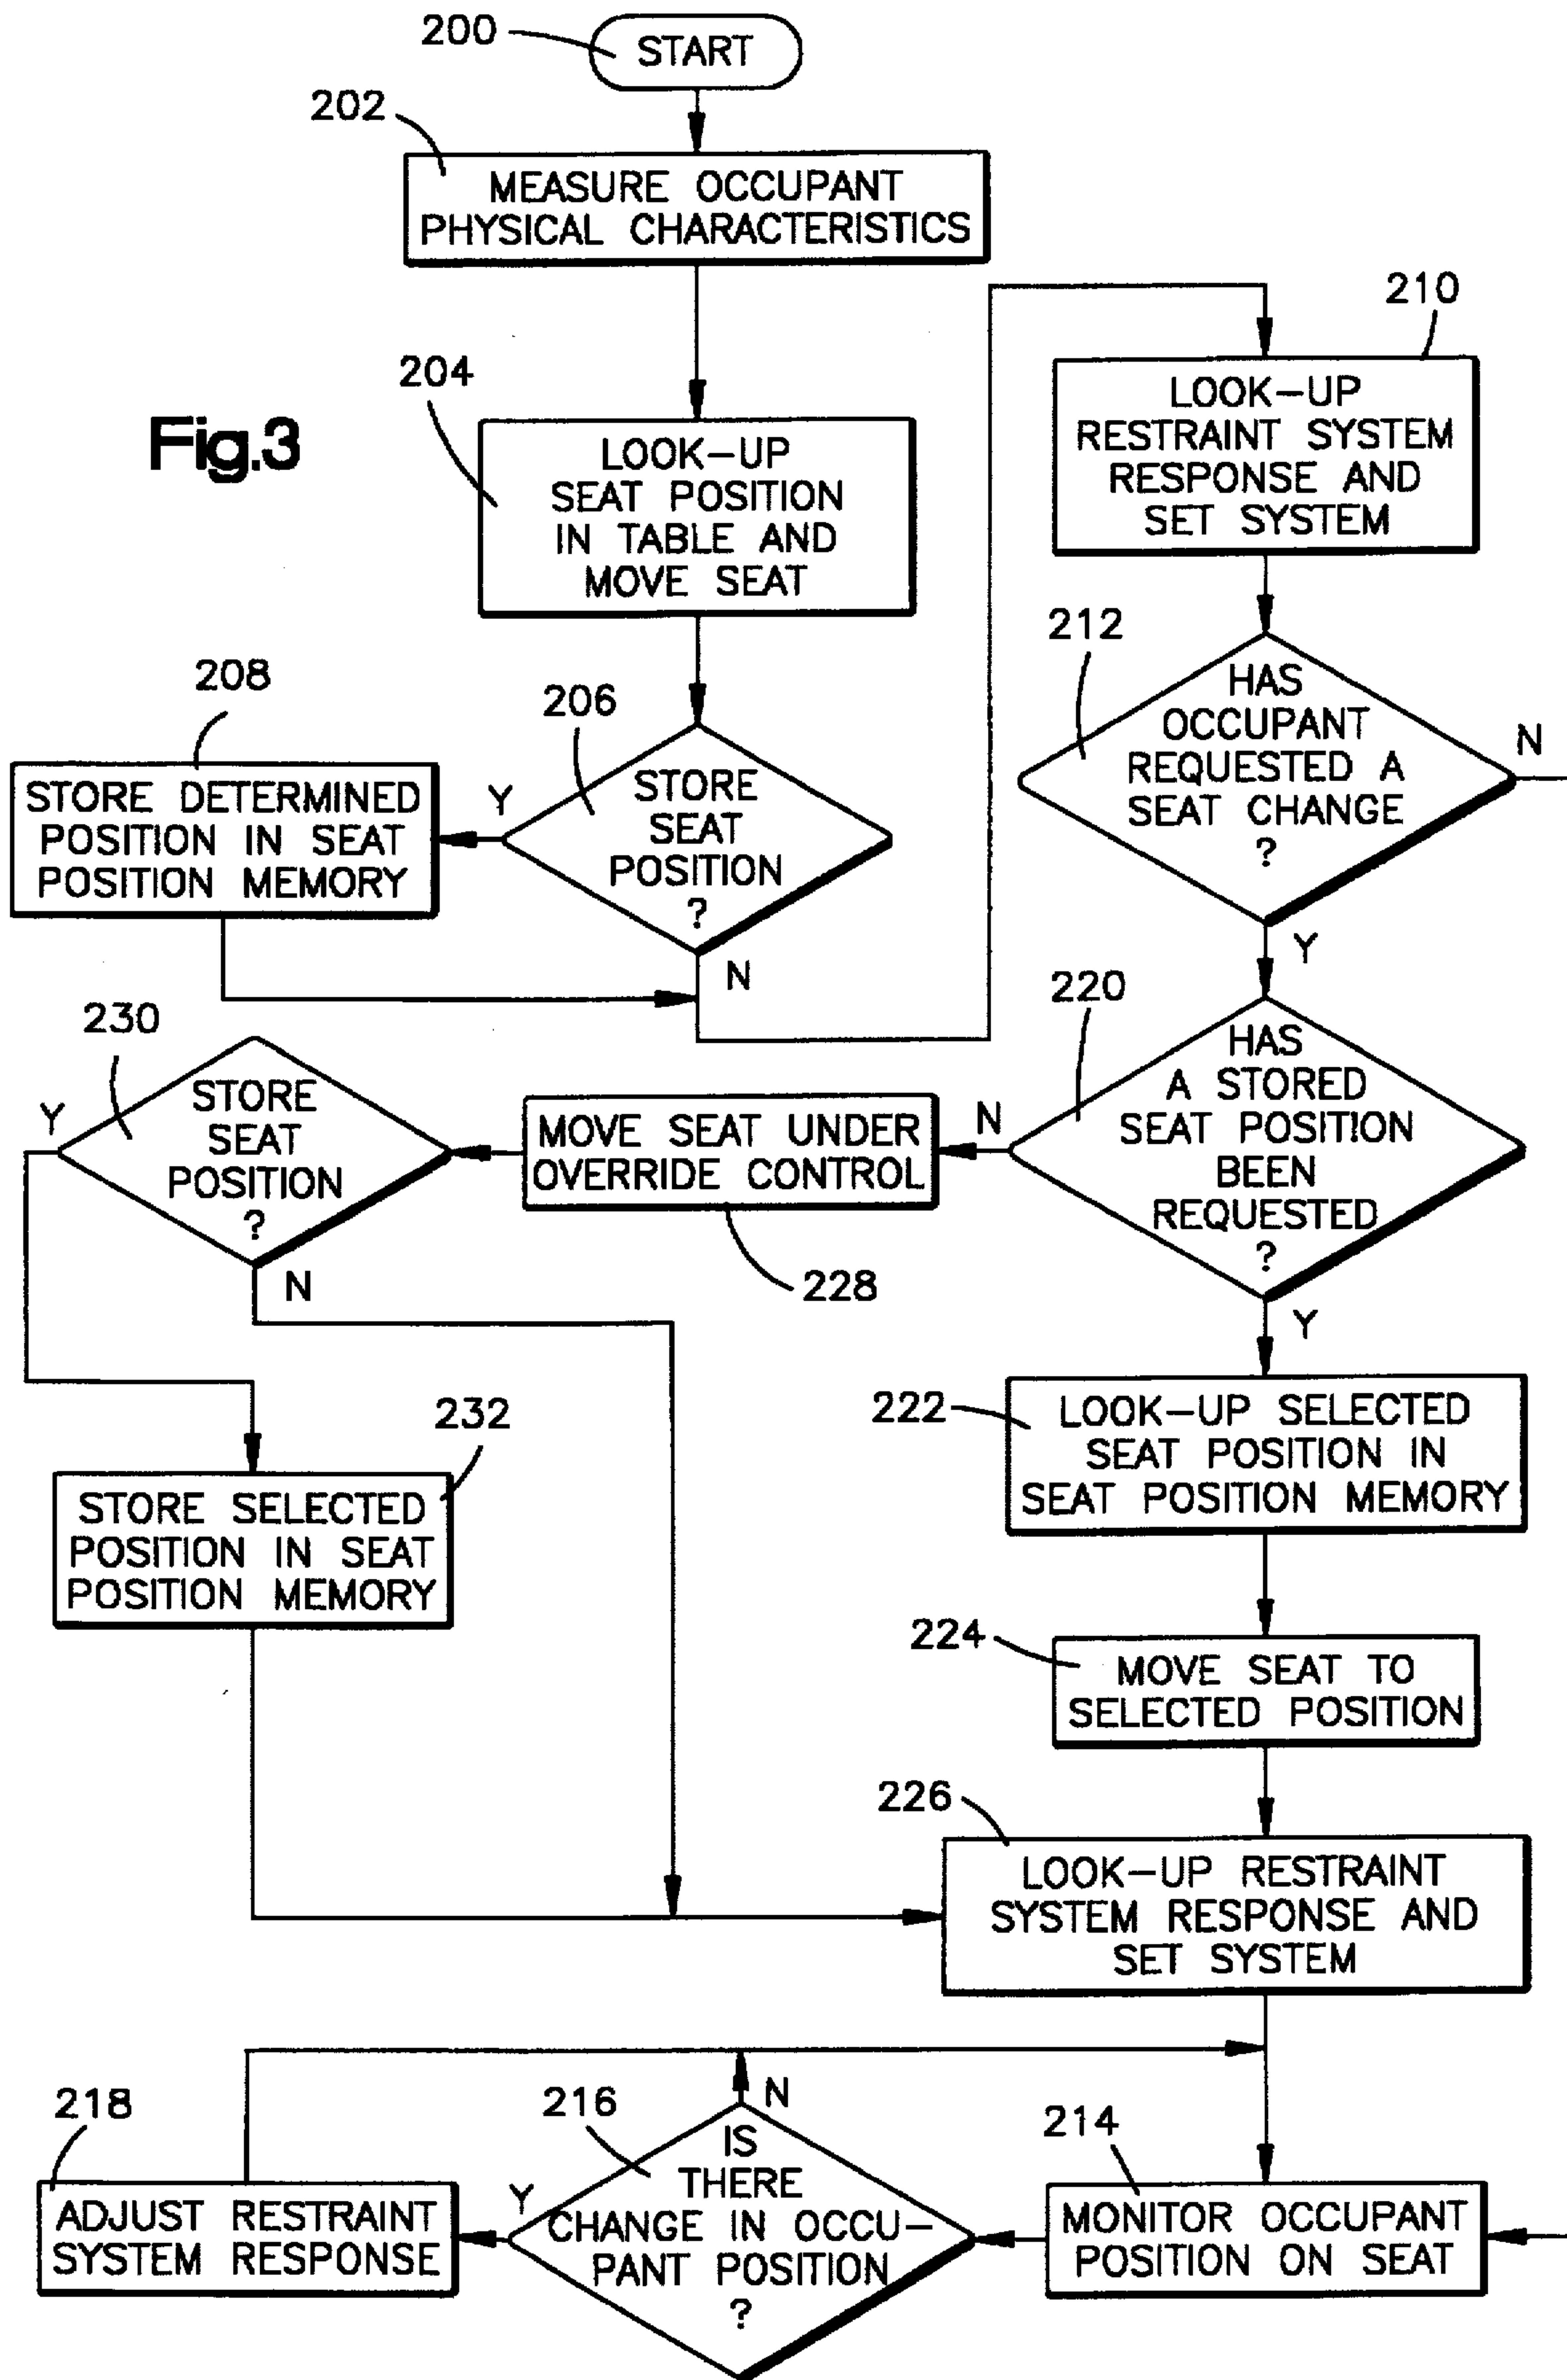 200
START
202
MEASURE OCCUPANT
PHYSICAL CHARACTERISTICS
Fig.3
204
LOOK-UP
SEAT POSITION
IN TABLE AND
MOVE SEAT
206
STORE
SEAT
POSITION
?
Y
N
208
STORE DETERMINED
POSITION IN SEAT
POSITION MEMORY
210
LOOK-UP
RESTRAINT SYSTEM
RESPONSE AND
SET SYSTEM
212
HAS
OCCUPANT
REQUESTED A
SEAT CHANGE
?
N
Y
220
HAS
A STORED
SEAT POSITION
BEEN
REQUESTED
?
N
Y
MOVE SEAT UNDER
OVERRIDE CONTROL
228
230
STORE
SEAT
POSITION
?
Y
N
232
STORE SELECTED
POSITION IN SEAT
POSITION MEMORY
222
LOOK-UP SELECTED
SEAT POSITION IN
SEAT POSITION MEMORY
224
MOVE SEAT TO
SELECTED POSITION
226
LOOK-UP RESTRAINT
SYSTEM RESPONSE AND
SET SYSTEM
214
MONITOR OCCUPANT
POSITION ON SEAT
216
IS
THERE
CHANGE IN OCCU-
PANT POSITION
?
N
Y
218
ADJUST RESTRAINT
SYSTEM RESPONSE